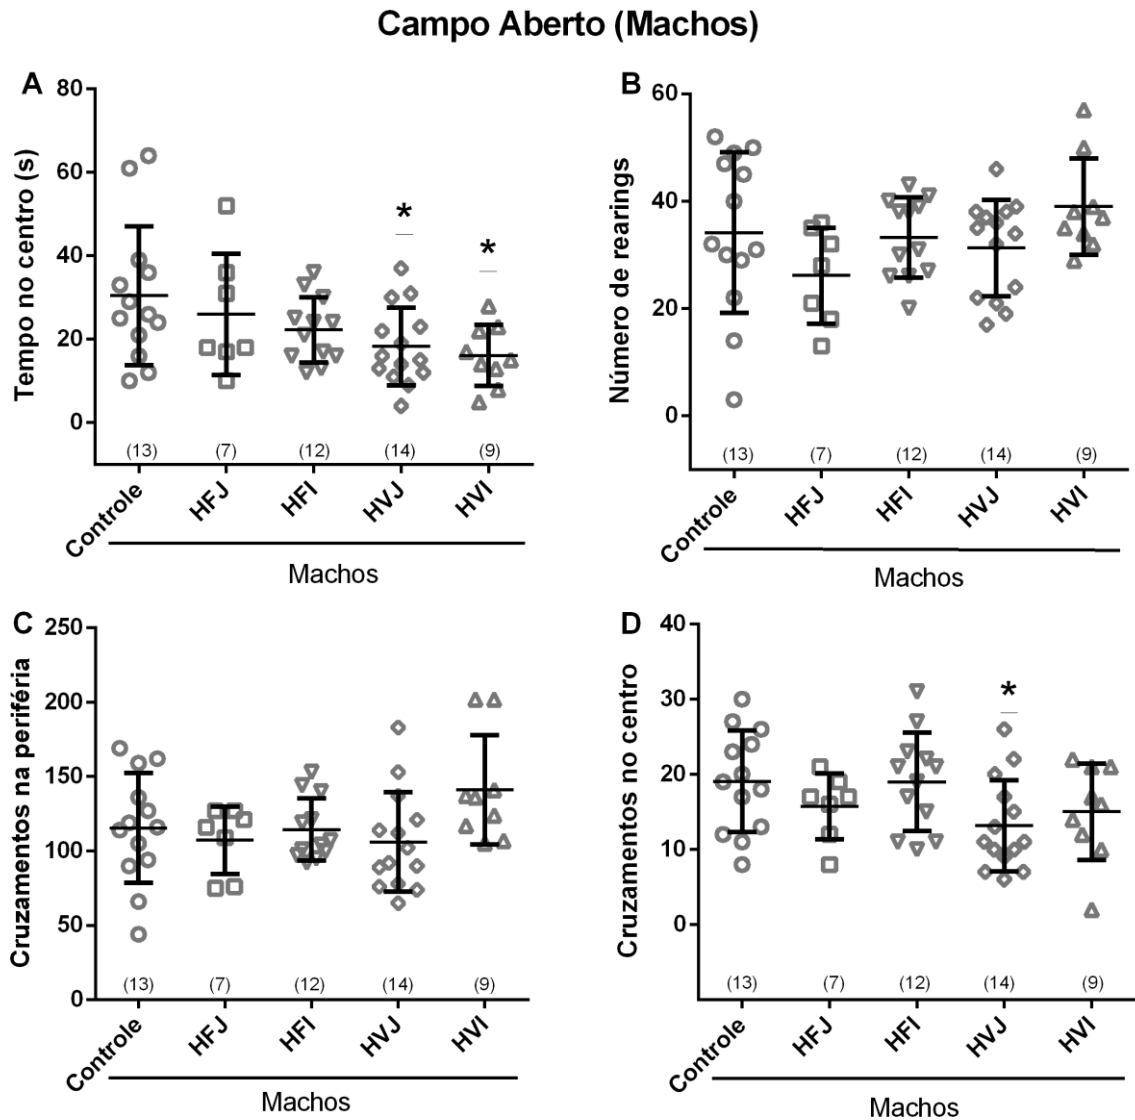 Campo Aberto (Machos)
A
Tempo no centro (s)
80
60
40
20
0
* *
(13) (7) (12) (14) (9)
Controle HFJ HFI HVJ HVI
Machos
B
Número de rearings
60
40
20
0
(13) (7) (12) (14) (9)
Controle HFJ HFI HVJ HVI
Machos
C
Cruzamentos na periféria
250
200
150
100
50
0
(13) (7) (12) (14) (9)
Controle HFJ HFI HVJ HVI
Machos
D
Cruzamentos no centro
40
30
20
10
0
*
(13) (7) (12) (14) (9)
Controle HFJ HFI HVJ HVI
Machos